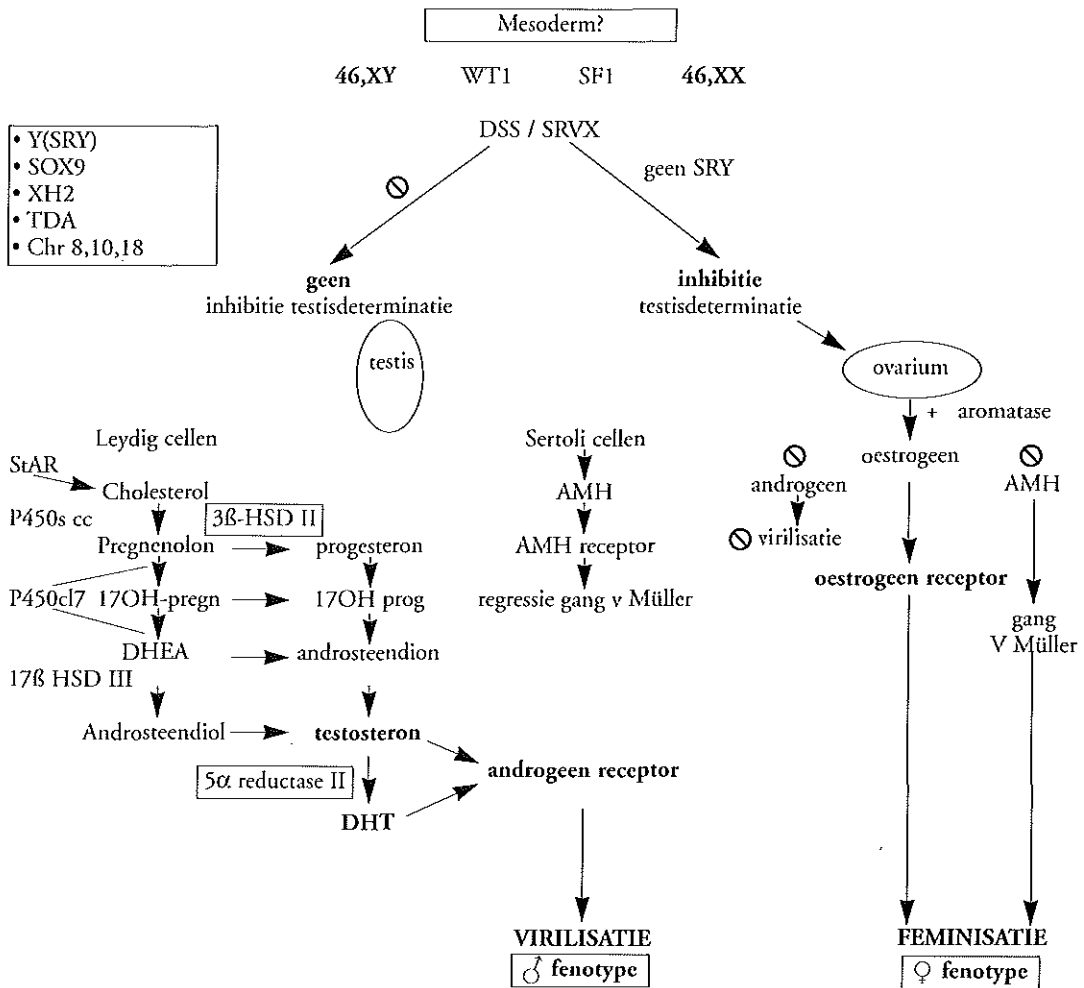 Mesoderm?
46,XY WT1 SF1 46,XX
DSS / SRVX
• Y(SRY)
• SOX9
• XH2
• TDA
• Chr 8,10,18
geen SRY
geen
inhibitie testisdeterminatie
inhibitie
testisdeterminatie
testis
ovarium
+ aromatase
Leydig cellen
Sertoli cellen
oestrogeen
StAR
Cholesterol
AMH
androgeen
AMH
P450s cc
3ß-HSD II
Pregnenolon
progesteron
AMH receptor
virilisatie
oestrogeen receptor
P450cl7 17OH-pregn
17OH prog
regressie gang v Müller
gang
V Müller
DHEA
androsteendion
17ß HSD III
Androsteendiol
testosteron
androgeen receptor
5α reductase II
DHT
VIRILISATIE
♂ fenotype
FEMINISATIE
♀ fenotype